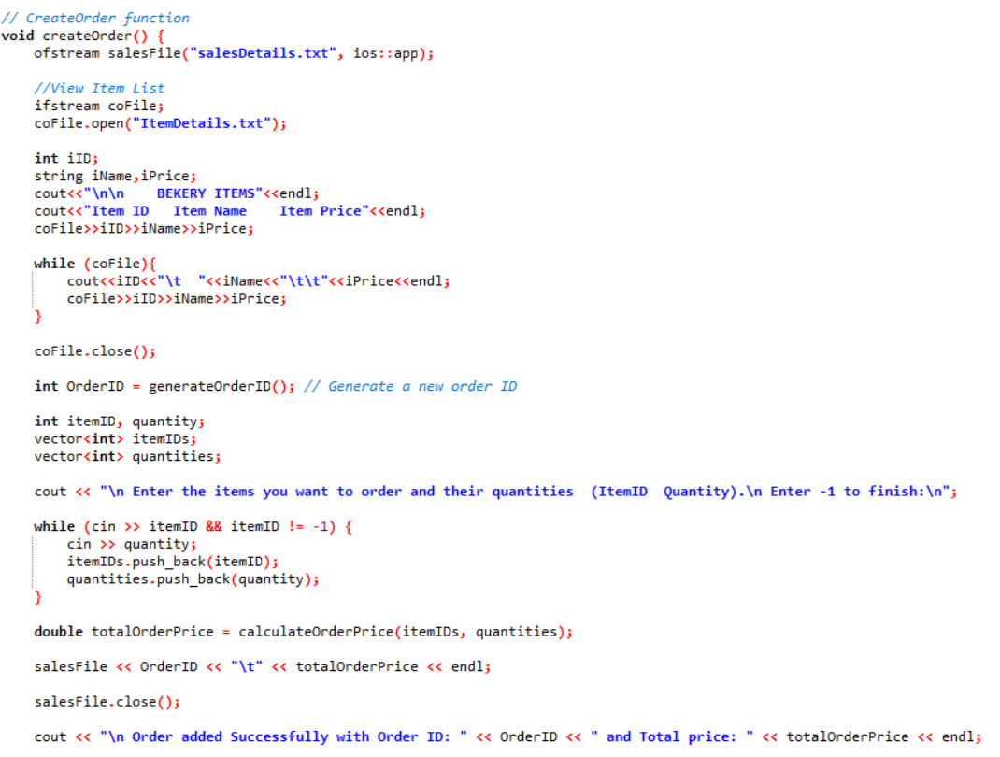 // CreateOrder function
void createOrder() {
    ofstream salesFile("salesDetails.txt", ios::app);

    //View Item List
    ifstream coFile;
    coFile.open("ItemDetails.txt");

    int iID;
    string iName,iPrice;
    cout<<"\n\n    BEKERY ITEMS"<<endl;
    cout<<"Item ID   Item Name    Item Price"<<endl;
    coFile>>iID>>iName>>iPrice;

    while (coFile){
        cout<<iID<<"\t  "<<iName<<"\t\t"<<iPrice<<endl;
        coFile>>iID>>iName>>iPrice;
    }

    coFile.close();

    int OrderID = generateOrderID(); // Generate a new order ID

    int itemID, quantity;
    vector<int> itemIDs;
    vector<int> quantities;

    cout << "\n Enter the items you want to order and their quantities  (ItemID  Quantity).\n Enter -1 to finish:\n";

    while (cin >> itemID && itemID != -1) {
        cin >> quantity;
        itemIDs.push_back(itemID);
        quantities.push_back(quantity);
    }

    double totalOrderPrice = calculateOrderPrice(itemIDs, quantities);

    salesFile << OrderID << "\t" << totalOrderPrice << endl;

    salesFile.close();

    cout << "\n Order added Successfully with Order ID: " << OrderID << " and Total price: " << totalOrderPrice << endl;